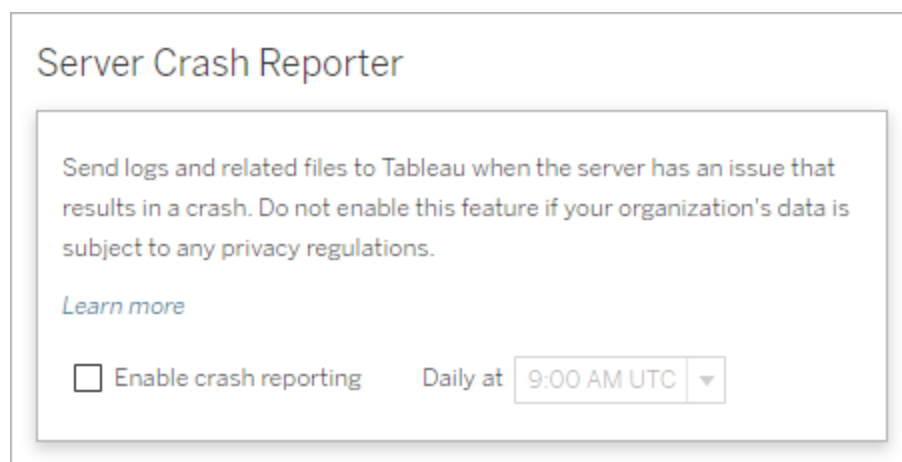 Server Crash Reporter
Send logs and related files to Tableau when the server has an issue that
results in a crash. Do not enable this feature if your organization's data is
subject to any privacy regulations.
Learn more
Enable crash reporting Daily at 9:00 AM UTC